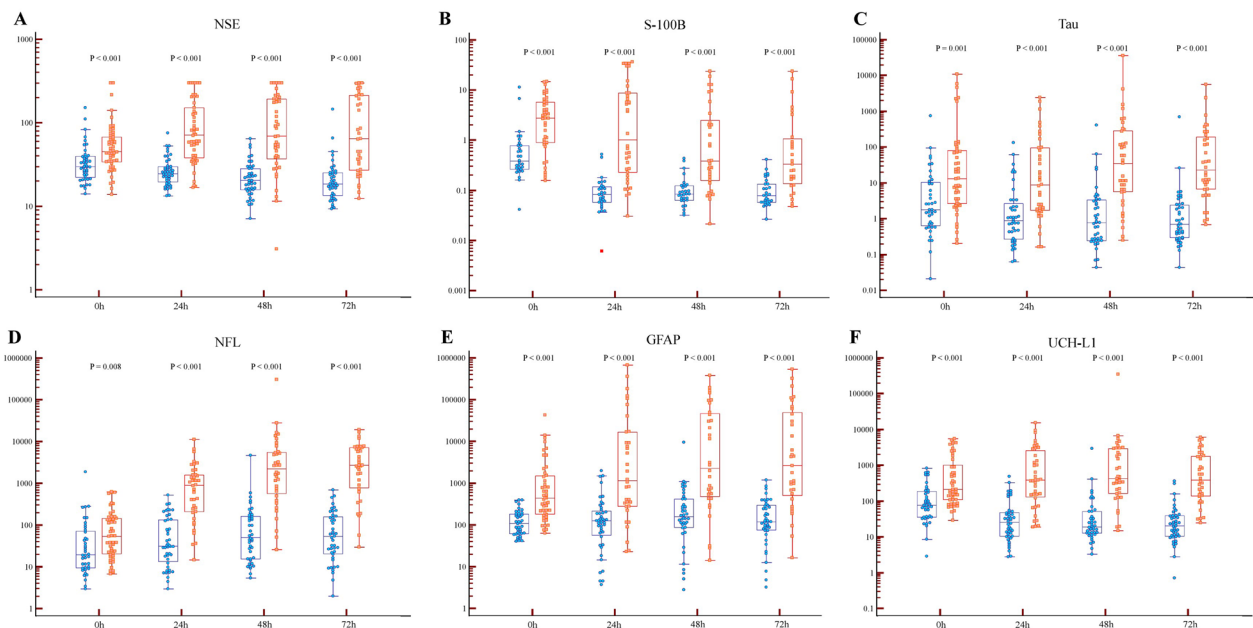 A
NSE
P < 0.001 P < 0.001 P < 0.001 P < 0.001
1000
100
10
1
0h 24h 48h 72h
B
S-100B
P < 0.001 P < 0.001 P < 0.001 P < 0.001
100
10
1
0.1
0.01
0.001
0h 24h 48h 72h
C
Tau
P = 0.001 P < 0.001 P < 0.001 P < 0.001
100000
10000
1000
100
10
1
0.1
0.01
0h 24h 48h 72h
D
NFL
P = 0.008 P < 0.001 P < 0.001 P < 0.001
1000000
100000
10000
1000
100
10
1
0h 24h 48h 72h
E
GFAP
P < 0.001 P < 0.001 P < 0.001 P < 0.001
1000000
100000
10000
1000
100
10
1
0h 24h 48h 72h
F
UCH-L1
P < 0.001 P < 0.001 P < 0.001 P < 0.001
1000000
100000
10000
1000
100
10
1
0.1
0h 24h 48h 72h